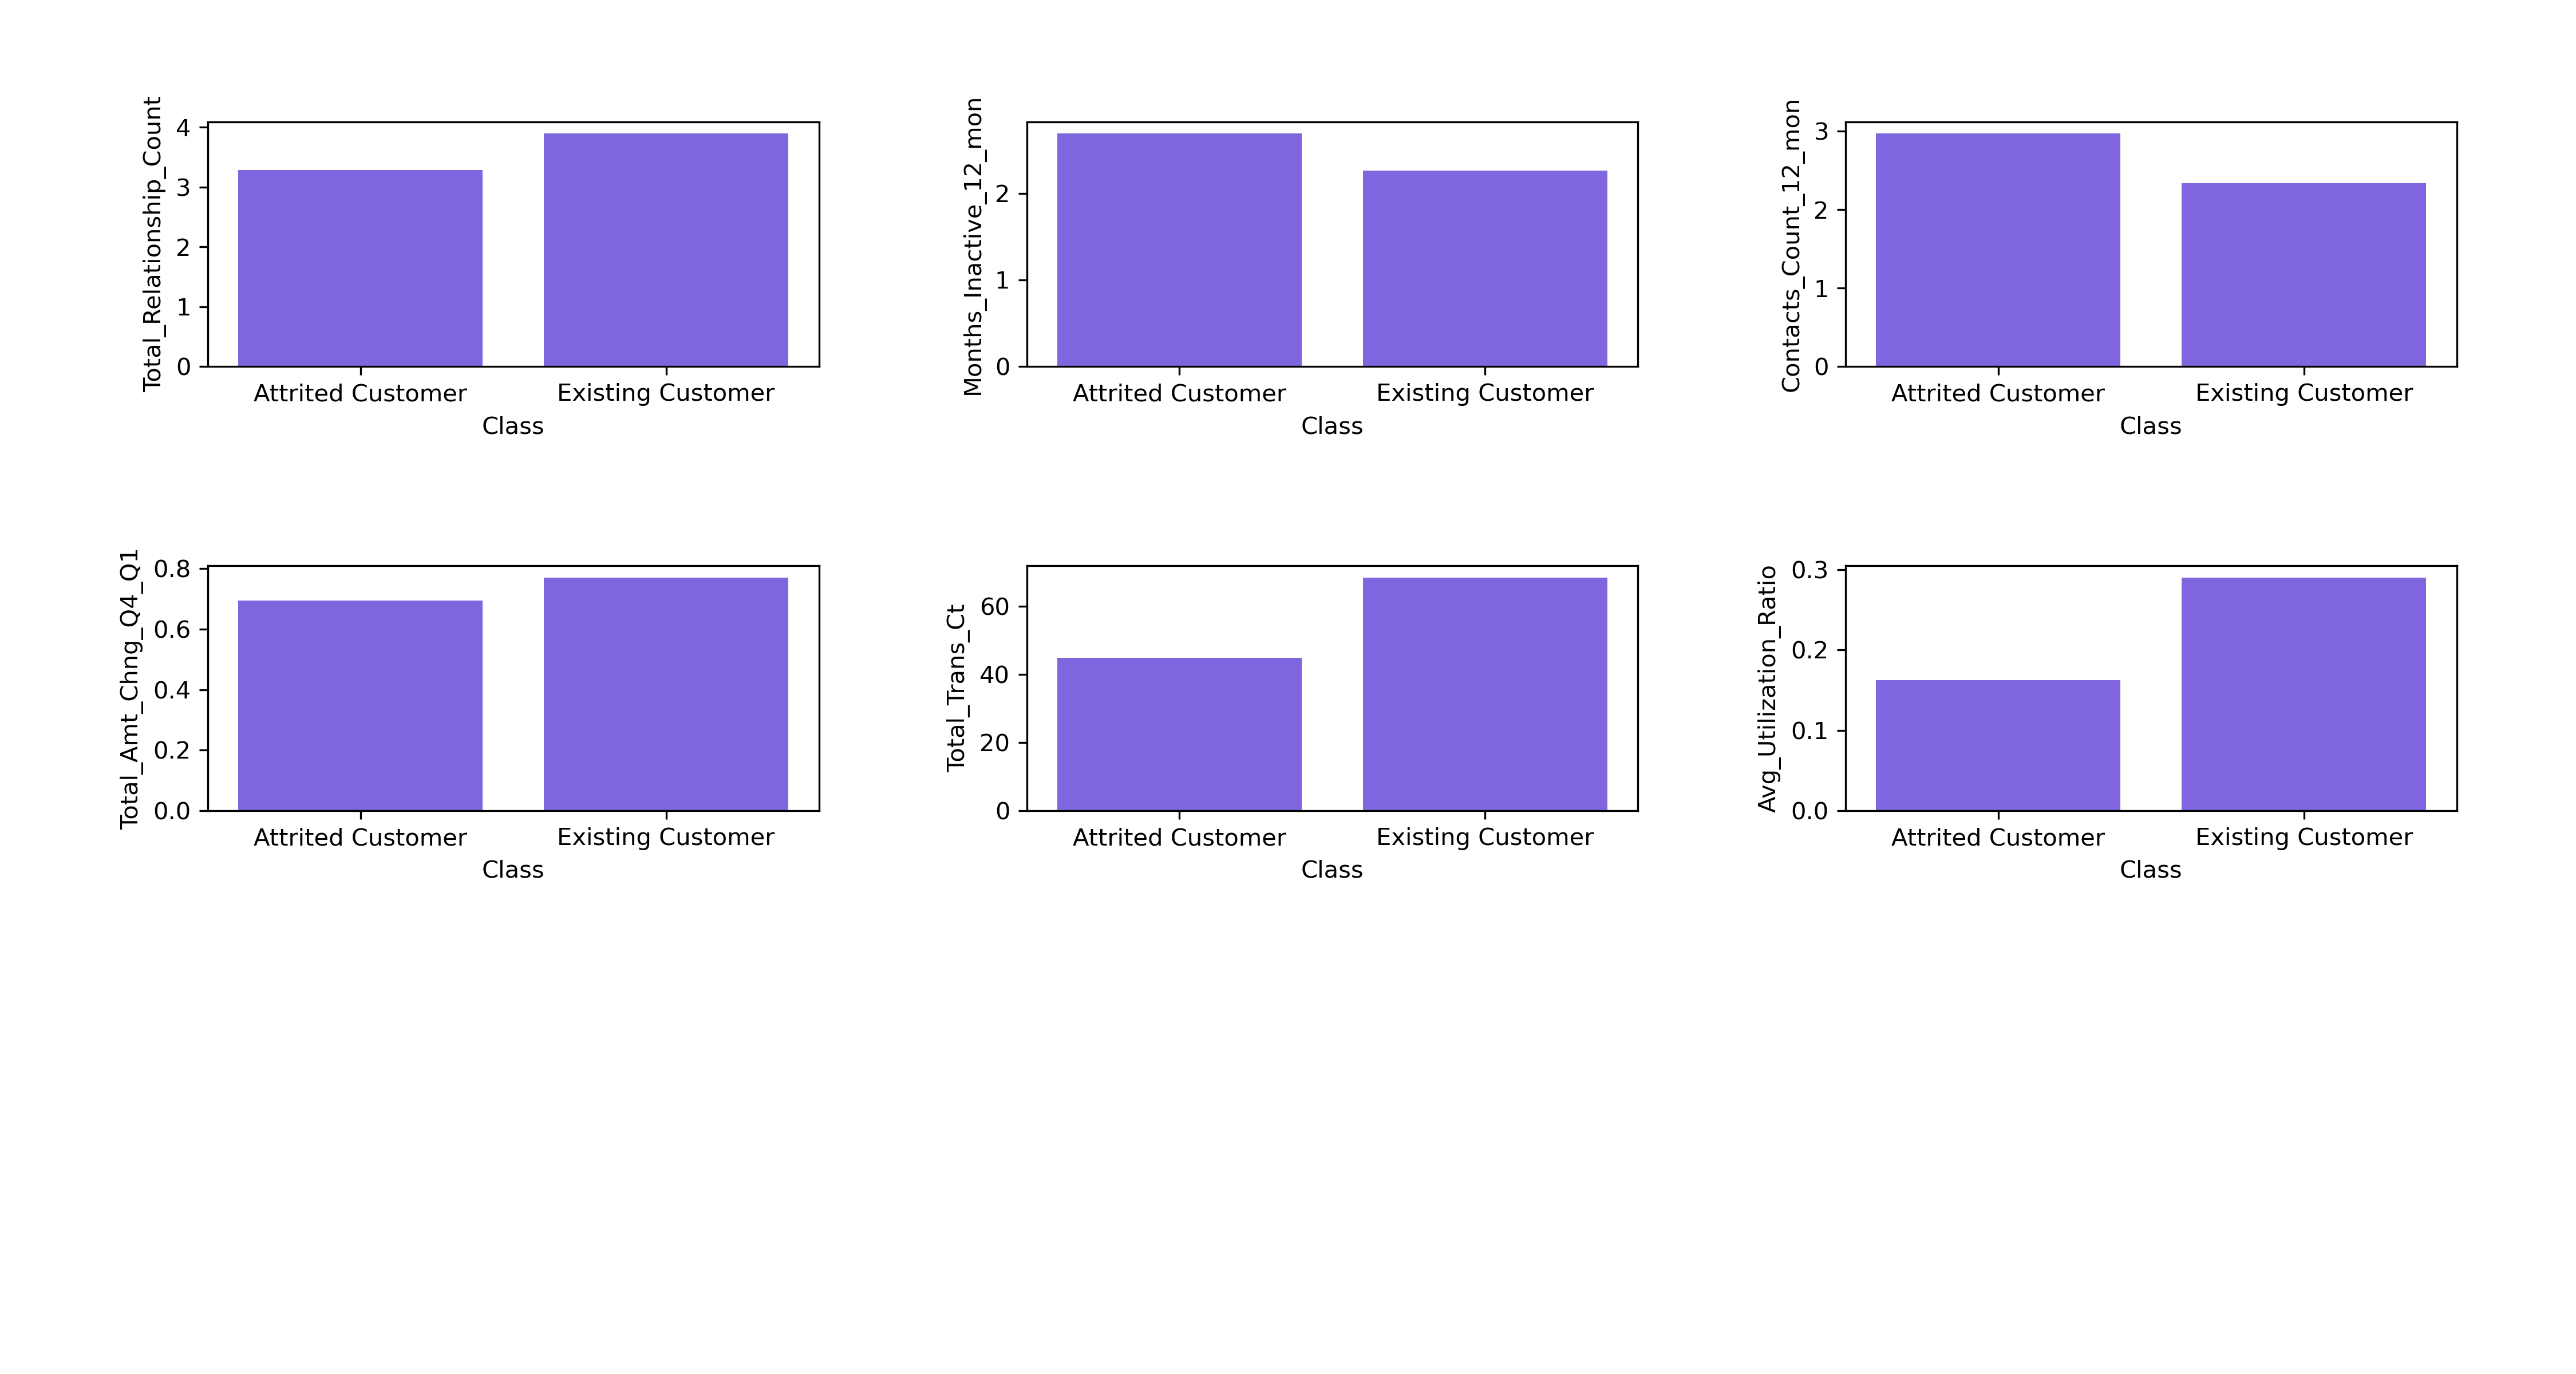 Total_Relationship_Count
4
3
2
1
0
Attrited Customer
Existing Customer
Class
Months_Inactive_12_mon
2
1
0
Attrited Customer
Existing Customer
Class
Contacts_Count_12_mon
3
2
1
0
Attrited Customer
Existing Customer
Class
Total_Amt_Chng_Q4_Q1
0.8
0.6
0.4
0.2
0.0
Attrited Customer
Existing Customer
Class
Total_Trans_Ct
60
40
20
0
Attrited Customer
Existing Customer
Class
Avg_Utilization_Ratio
0.3
0.2
0.1
0.0
Attrited Customer
Existing Customer
Class